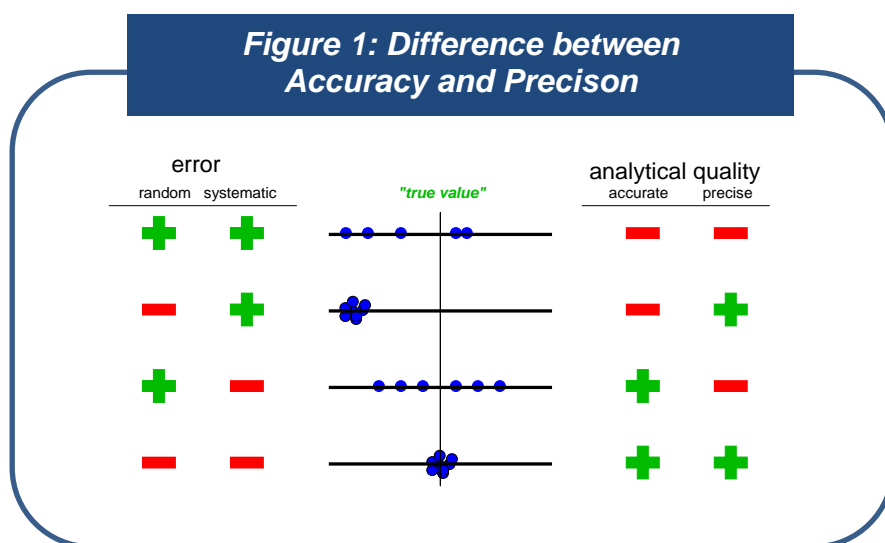 Figure 1: Difference between
Accuracy and Precison
error
random systematic
"true value"
analytical quality
accurate precise